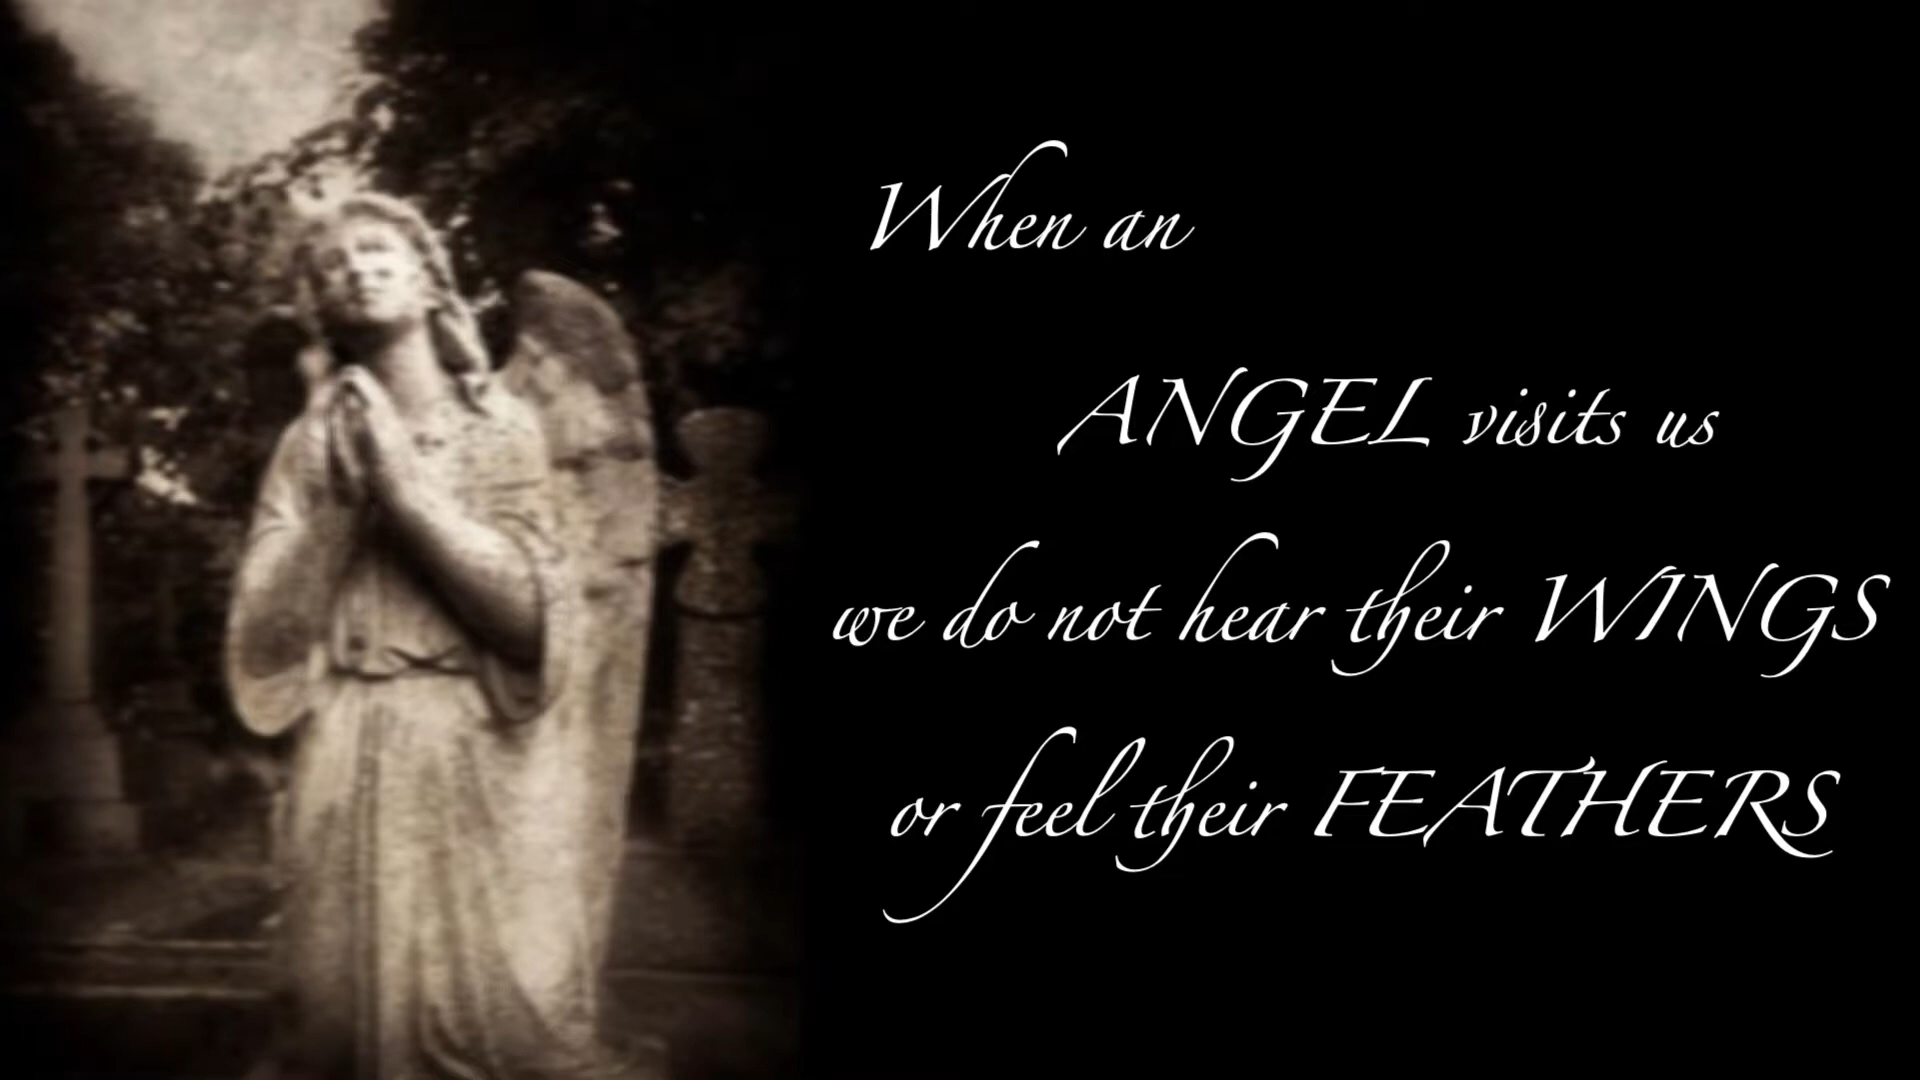 When an
ANGEL visits us
we do not hear their WINGS
or feel their FEATHERS